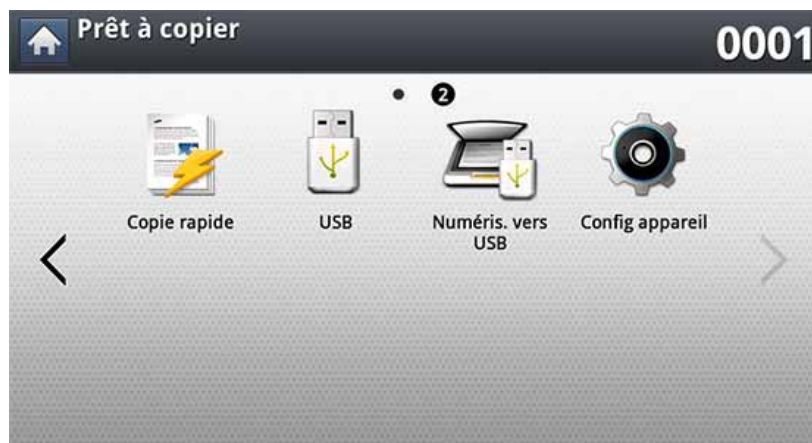 Prêt à copier
0001
2
Copie rapide
USB
Numéris. vers
USB
Config appareil